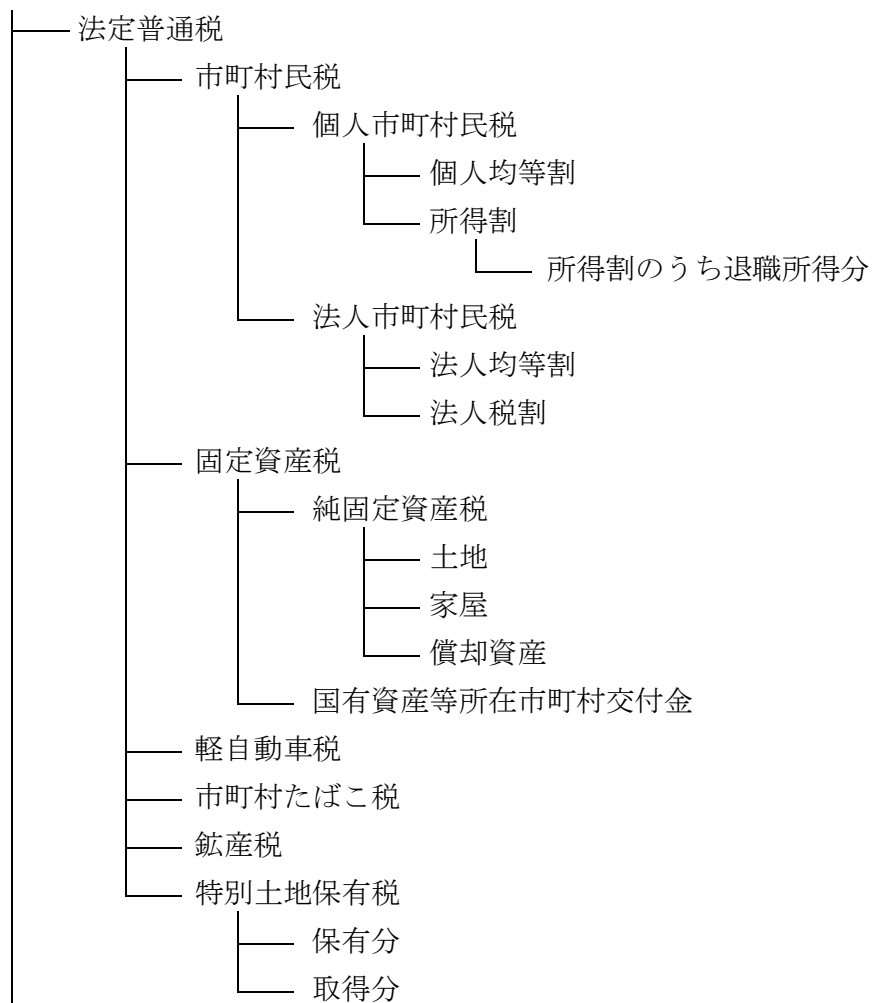 法定普通税
市町村民税
個人市町村民税
個人均等割
所得割
所得割のうち退職所得分
法人市町村民税
法人均等割
法人税割
固定資産税
純固定資産税
土地
家屋
償却資産
国有資産等所在市町村交付金
軽自動車税
市町村たばこ税
鉱産税
特別土地保有税
保有分
取得分